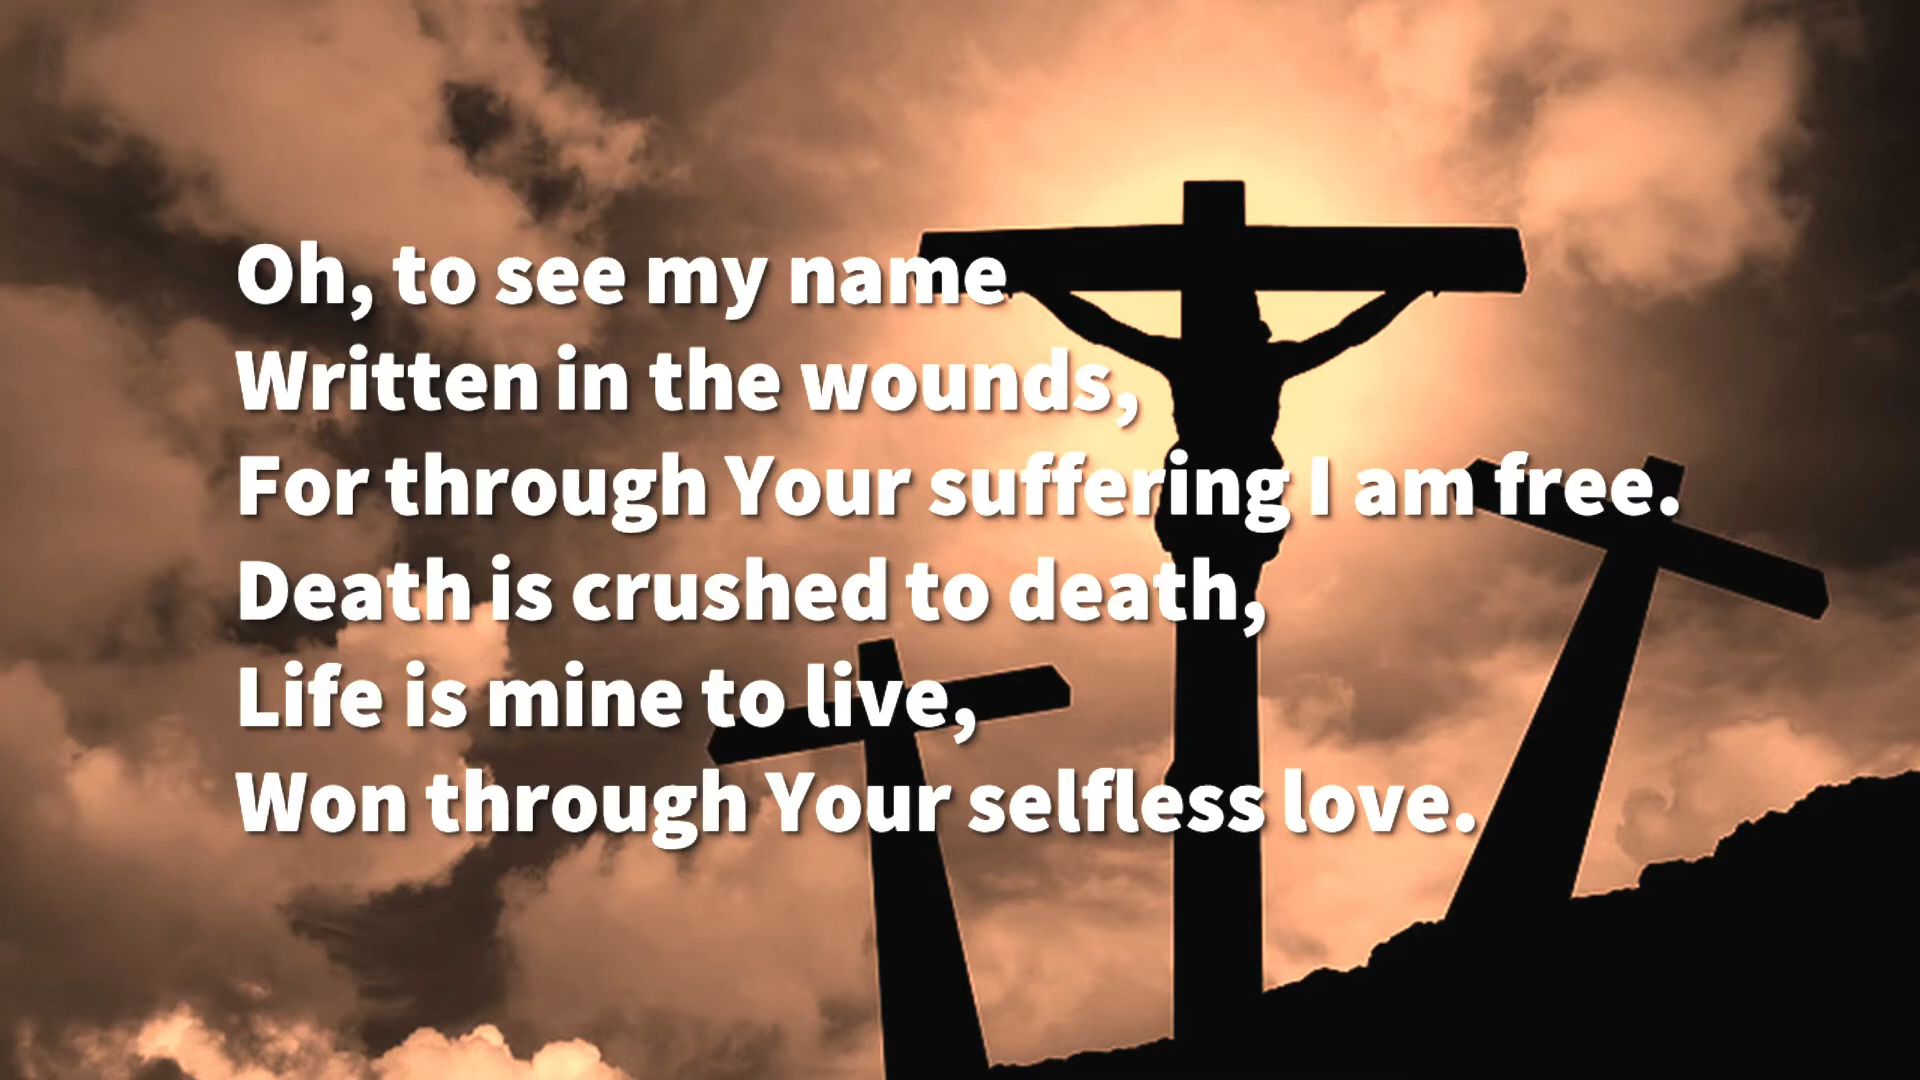 Oh, to see my name
Written in the wounds,
For through Your suffering I am free.
Death is crushed to death,
Life is mine to live,
Won through Your selfless love.